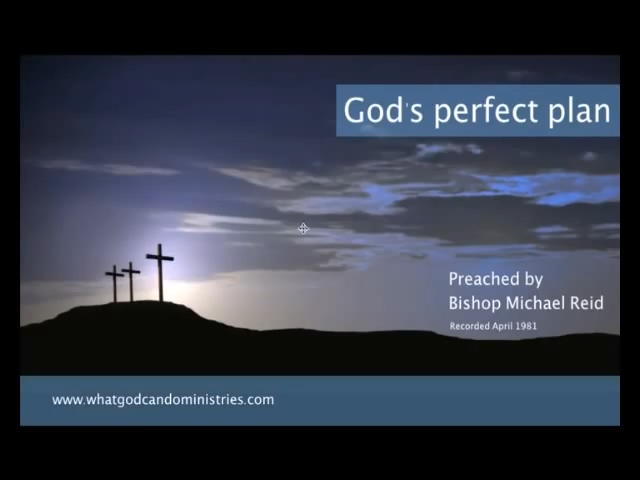 God's perfect plan
Preached by
Bishop Michael Reid
Recorded April 1981
www.whatgodcandoministries.com